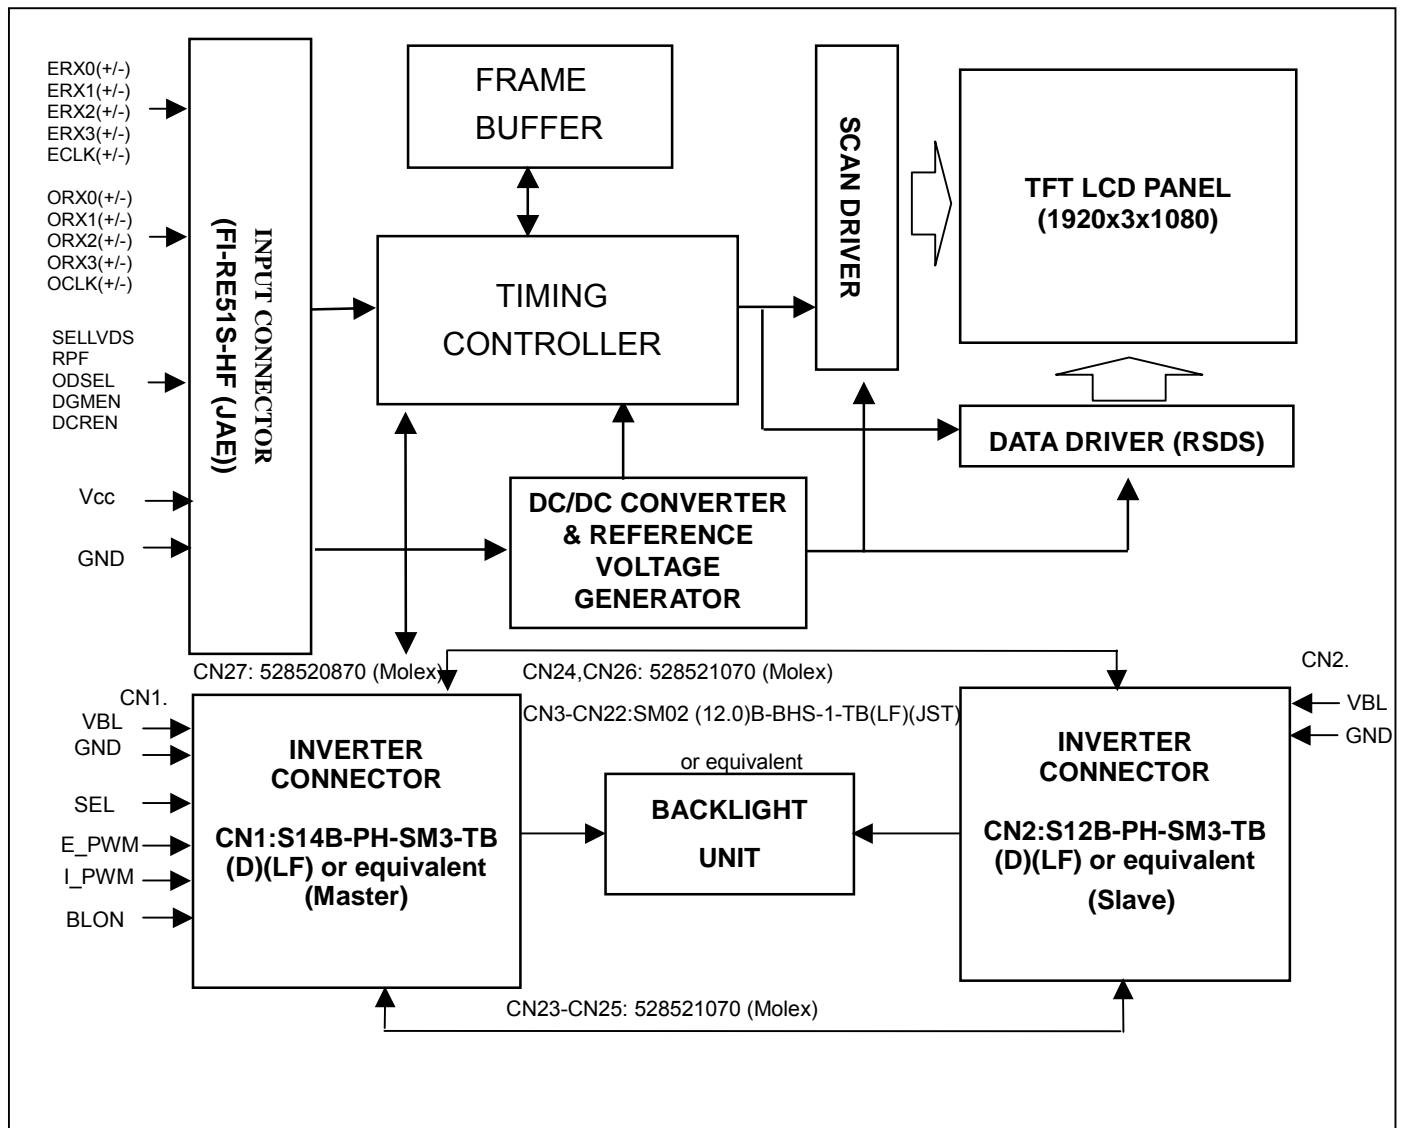 ERX0(+/-)
ERX1(+/-)
ERX2(+/-)
ERX3(+/-)
ECLK(+/-)
ORX0(+/-)
ORX1(+/-)
ORX2(+/-)
ORX3(+/-)
OCLK(+/-)
SELLVDS
RPF
ODSEL
DGMEN
DCREN
Vcc
GND
INPUT CONNECTOR
(FI-RE51S-HF (JAE))
FRAME
BUFFER
TIMING
CONTROLLER
SCAN DRIVER
TFT LCD PANEL
(1920x3x1080)
DATA DRIVER (RSDS)
DC/DC CONVERTER
& REFERENCE
VOLTAGE
GENERATOR
CN27: 528520870 (Molex)
CN24,CN26: 528521070 (Molex)
CN3-CN22:SM02 (12.0)B-BHS-1-TB(LF)(JST)
or equivalent
CN1.
VBL
GND
SEL
E_PWM
I_PWM
BLON
INVERTER
CONNECTOR
CN1:S14B-PH-SM3-TB
(D)(LF) or equivalent
(Master)
BACKLIGHT
UNIT
INVERTER
CONNECTOR
CN2:S12B-PH-SM3-TB
(D)(LF) or equivalent
(Slave)
CN2.
VBL
GND
CN23-CN25: 528521070 (Molex)